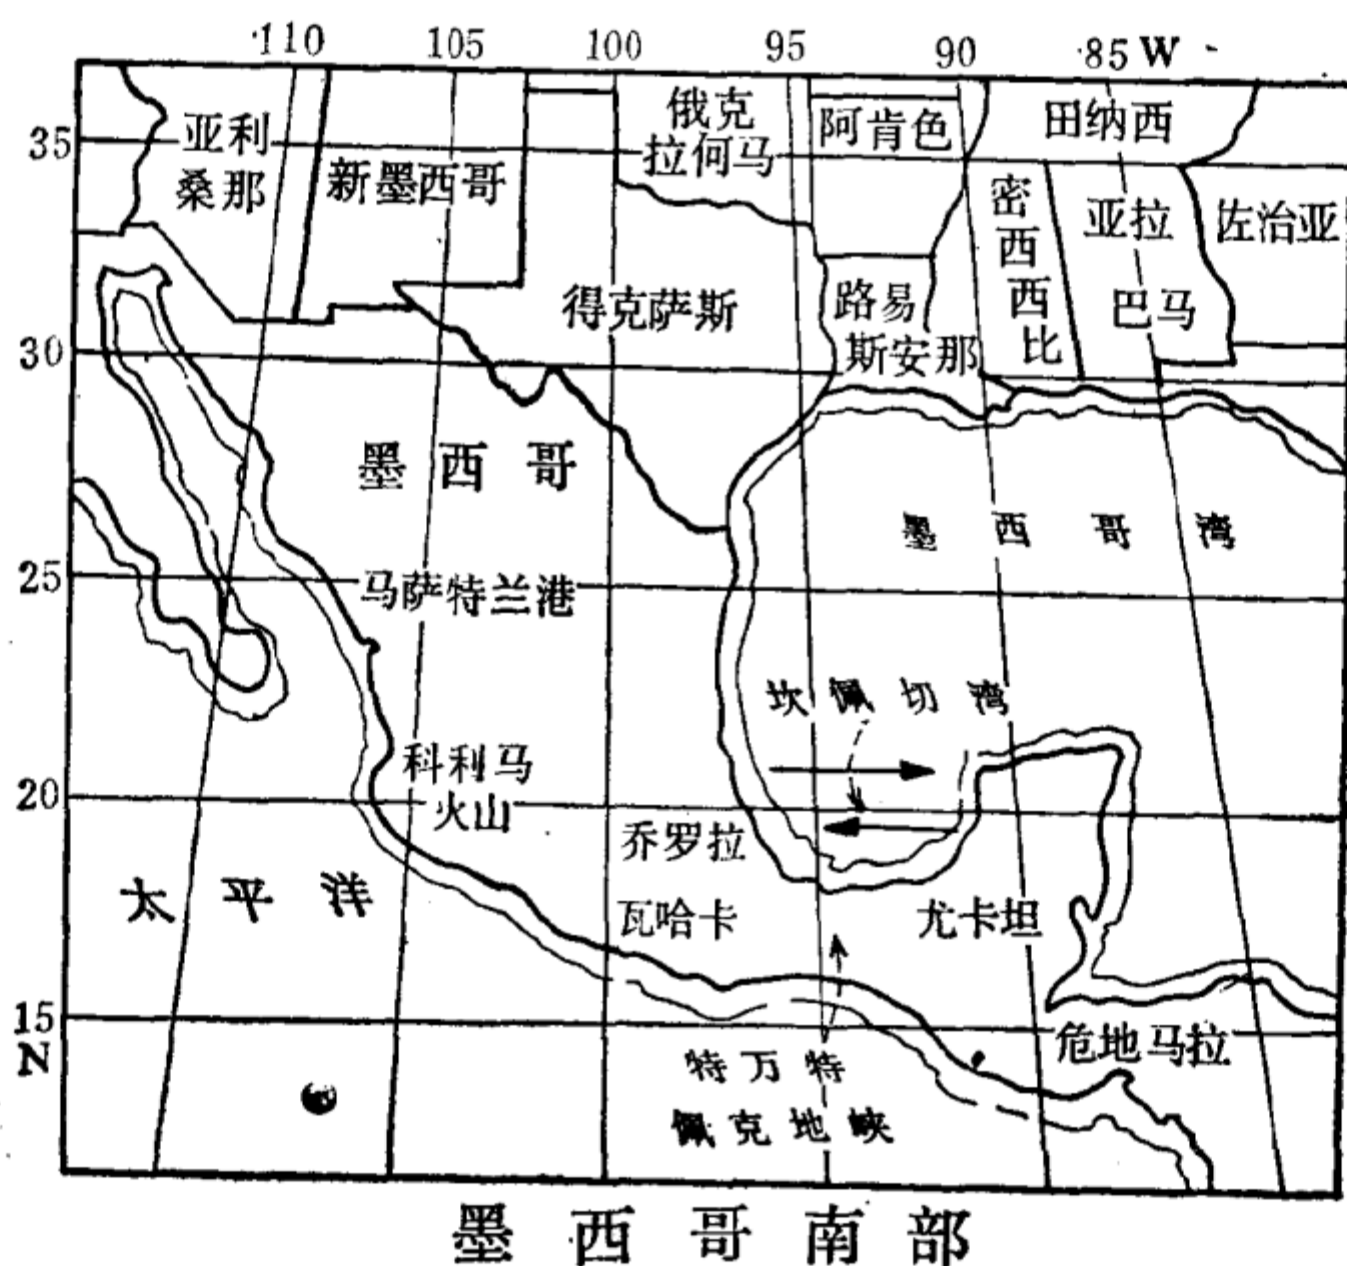 110 105 100 95 90 85 W
35
亚利
桑那
新墨西哥
俄克
拉何马
阿肯色
田纳西
密西西比
亚拉
巴马
佐治亚
得克萨斯
路易
斯安那
30
墨西哥
墨西哥湾
25
马萨特兰港
坎佩切湾
科利马
火山
20
乔罗拉
太平洋
瓦哈卡
尤卡坦
15
N
危地马拉
特万特
佩克地峡
墨西哥南部